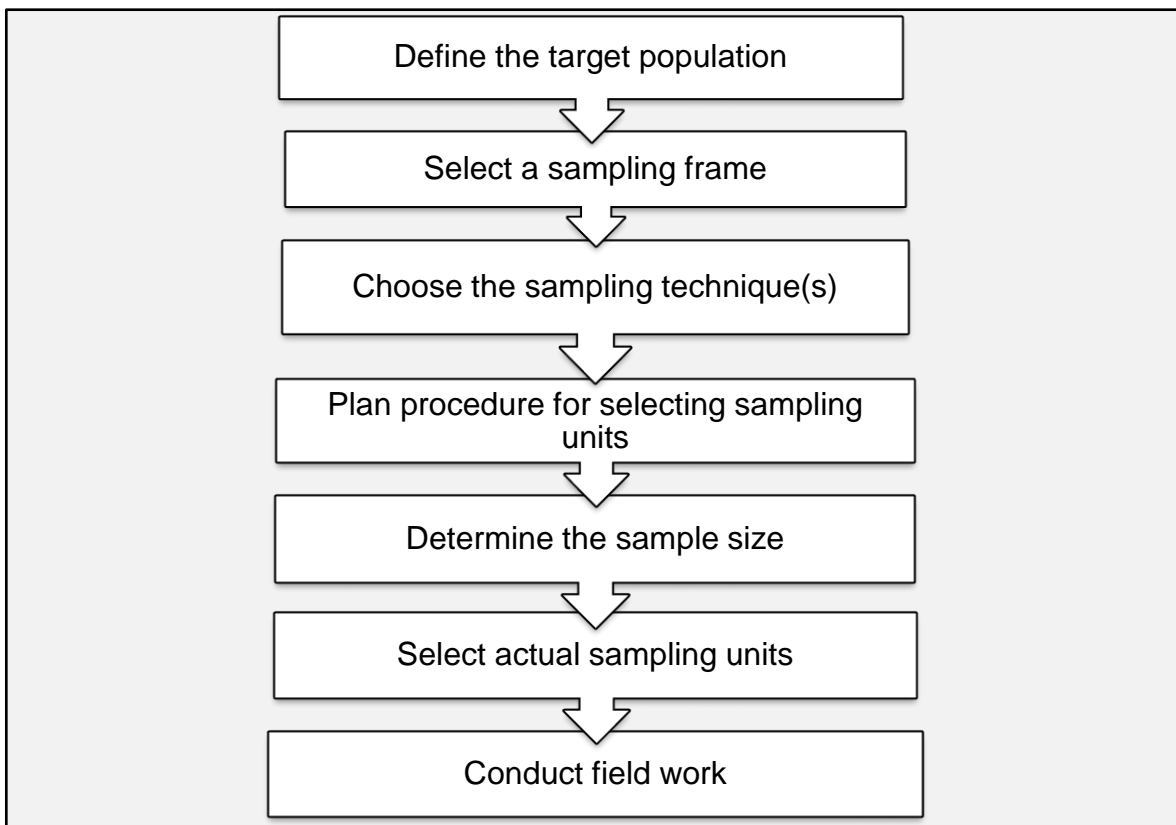 Define the target population
Select a sampling frame
Choose the sampling technique(s)
Plan procedure for selecting sampling
units
Determine the sample size
Select actual sampling units
Conduct field work